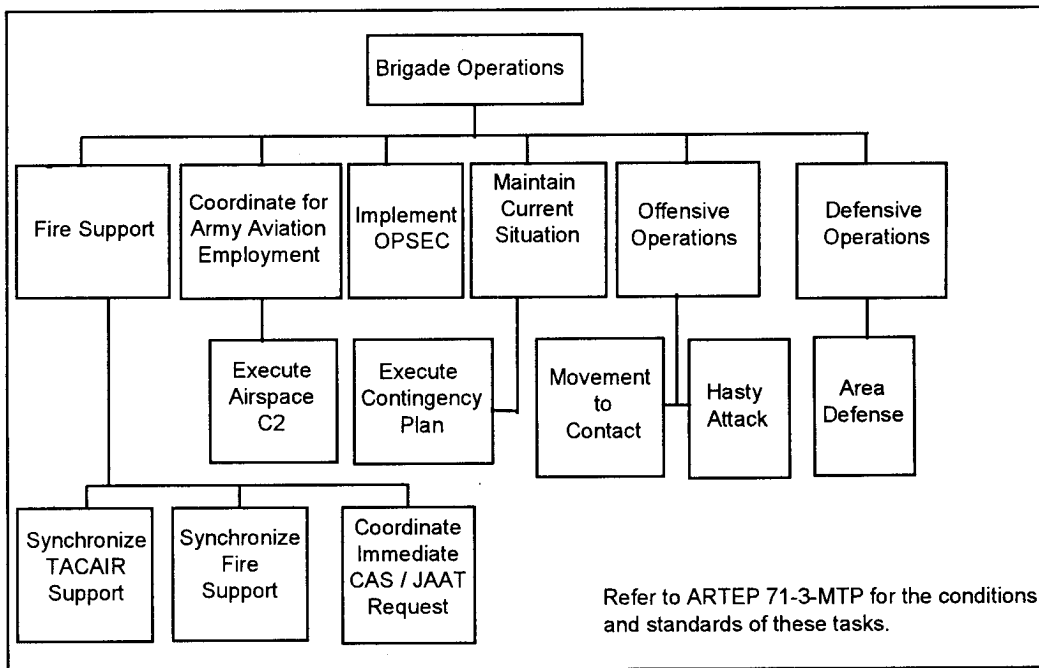 Brigade Operations
Fire Support
Coordinate for
Army Aviation
Employment
Implement
OPSEC
Maintain
Current
Situation
Offensive
Operations
Defensive
Operations
Execute
Airspace
C2
Execute
Contingency
Plan
Movement
to
Contact
Hasty
Attack
Area
Defense
Synchronize
TACAIR
Support
Synchronize
Fire
Support
Coordinate
Immediate
CAS / JAAT
Request
Refer to ARTEP 71-3-MTP for the conditions
and standards of these tasks.